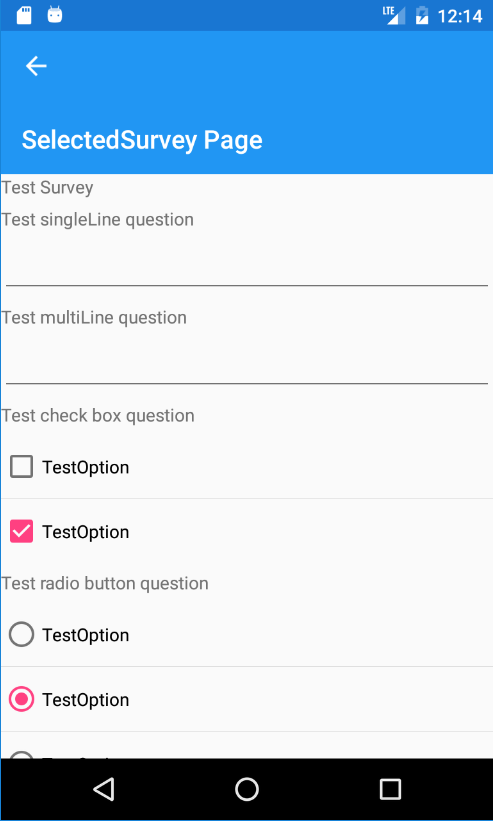 LTE 12:14
SelectedSurvey Page
Test Survey
Test singleLine question
Test multiLine question
Test check box question
TestOption
TestOption
Test radio button question
TestOption
TestOption